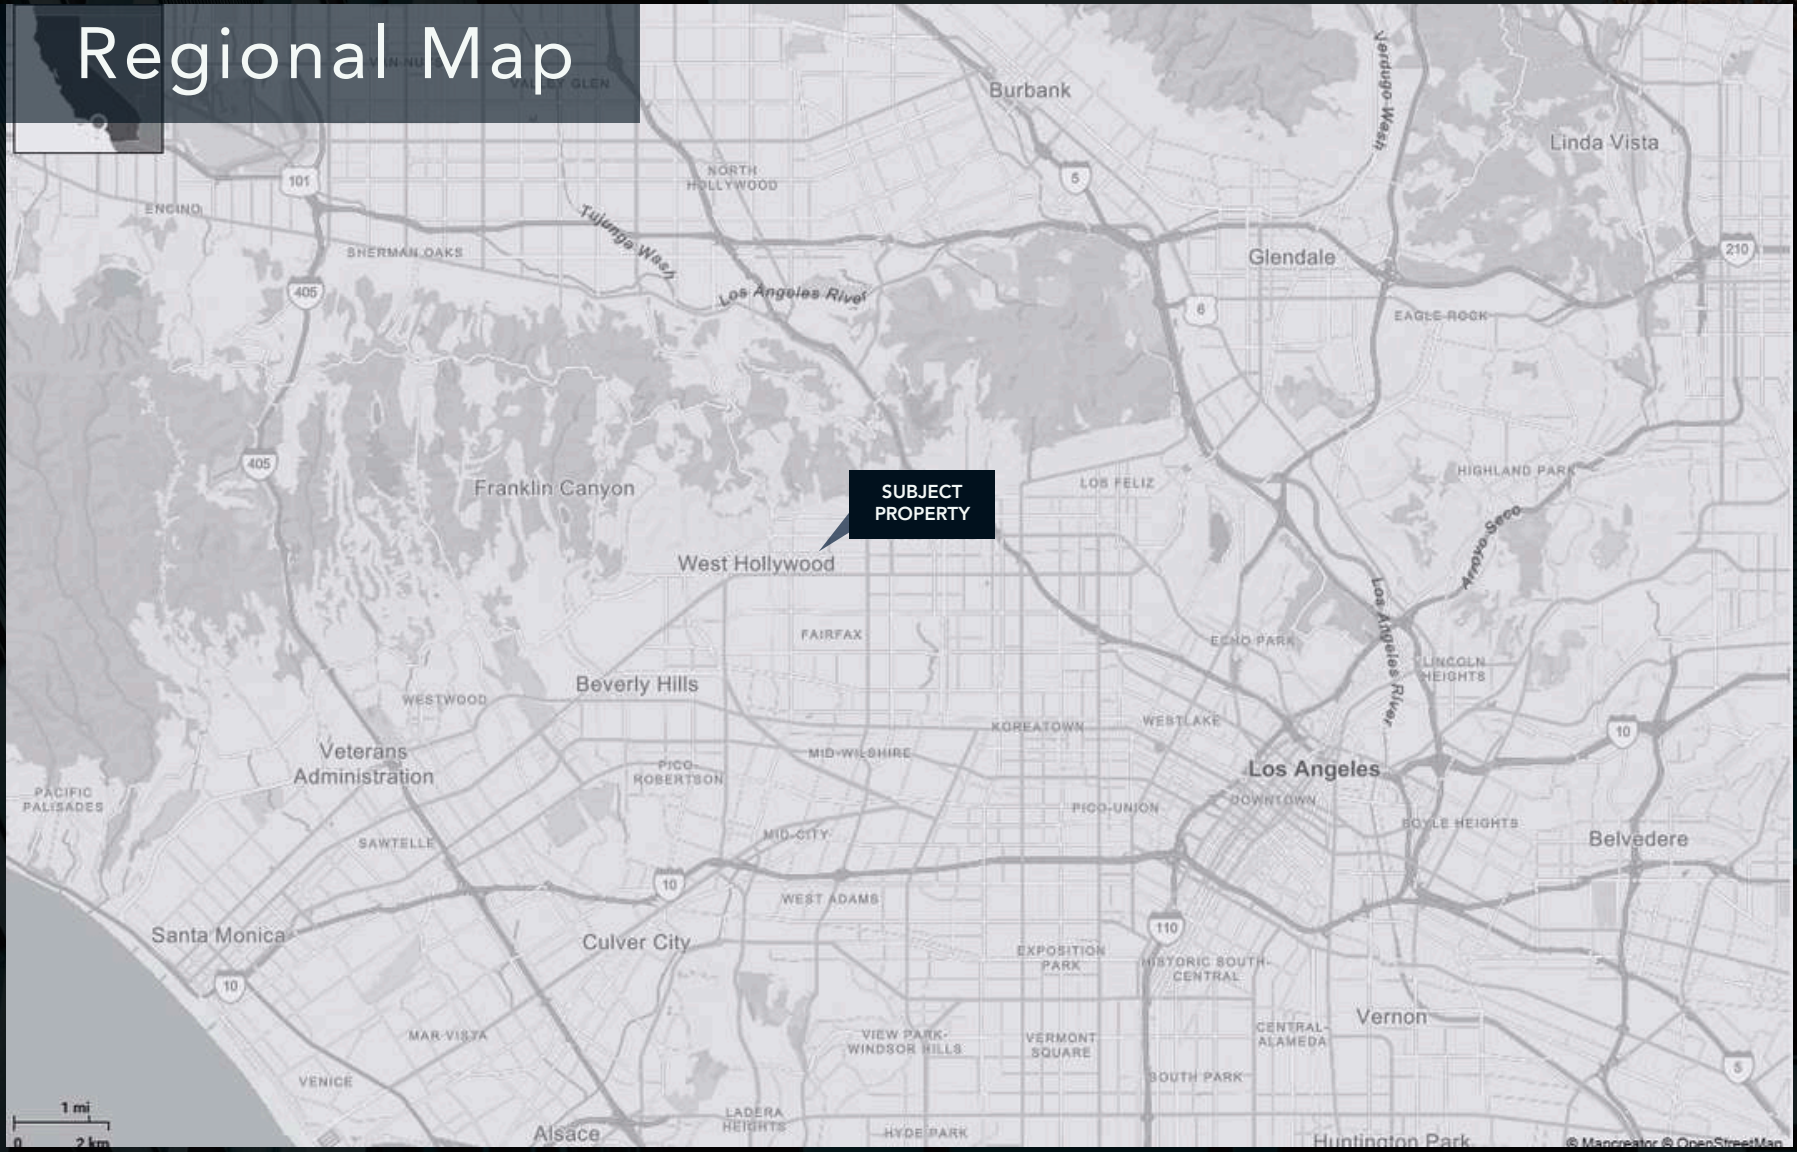 Regional Map
VAN NUYS
VALLEY GLEN
Burbank
Verdugo Wash
Linda Vista
101
NORTH
HOLLYWOOD
5
ENCINO
Tujunga Wash
SHERMAN OAKS
Glendale
210
405
Los Angeles River
6
EAGLE ROCK
405
Franklin Canyon
SUBJECT
PROPERTY
LOS FELIZ
HIGHLAND PARK
Arroyo Seco
West Hollywood
Los Angeles River
FAIRFAX
ECHO PARK
LINCOLN
HEIGHTS
Beverly Hills
WESTWOOD
KOREATOWN
WESTLAKE
10
Veterans
Administration
MID-WILSHIRE
PICO-
ROBERTSON
Los Angeles
PACIFIC
PALISADES
DOWNTOWN
PICO-UNION
BOYLE HEIGHTS
MID-CITY
SAWTELLE
Belvedere
10
WEST ADAMS
Santa Monica
Culver City
110
EXPOSITION
PARK
HISTORIC SOUTH-
CENTRAL
10
Vernon
MAR VISTA
VIEW PARK-
WINDSOR HILLS
VERMONT
SQUARE
CENTRAL-
ALAMEDA
5
VENICE
SOUTH PARK
1 mi
0 2 km
LADERA
HEIGHTS
Alsace
HYDE PARK
Huntington Park
© Mapcreator © OpenStreetMap